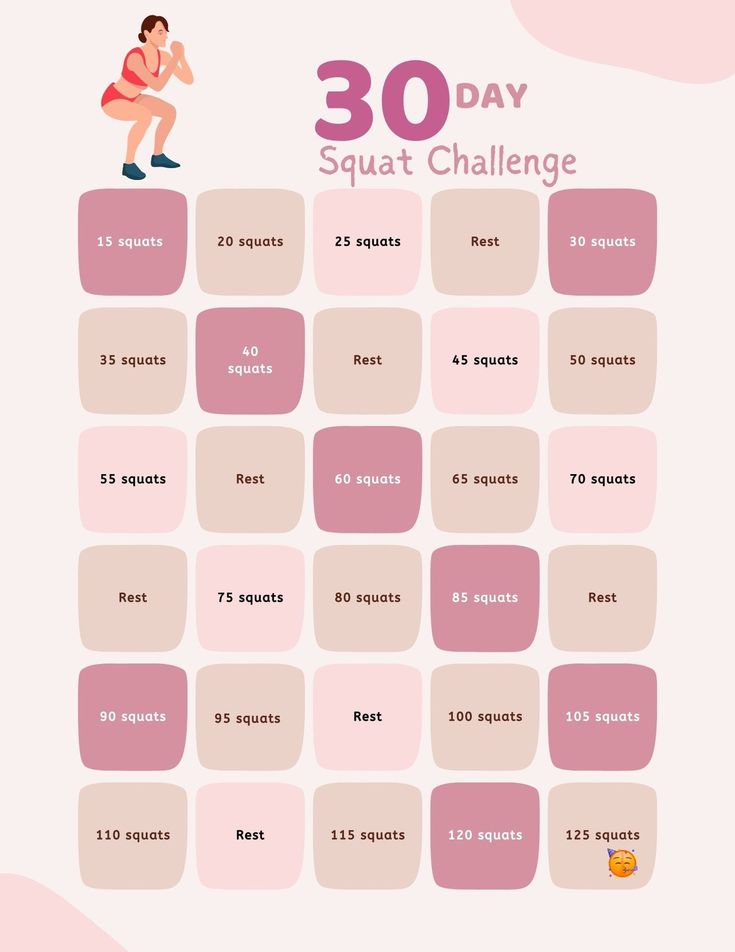 30 DAY
Squat Challenge
15 squats
20 squats
25 squats
Rest
30 squats
35 squats
40
squats
Rest
45 squats
50 squats
55 squats
Rest
60 squats
65 squats
70 squats
Rest
75 squats
80 squats
85 squats
Rest
90 squats
95 squats
Rest
100 squats
105 squats
110 squats
Rest
115 squats
120 squats
125 squats